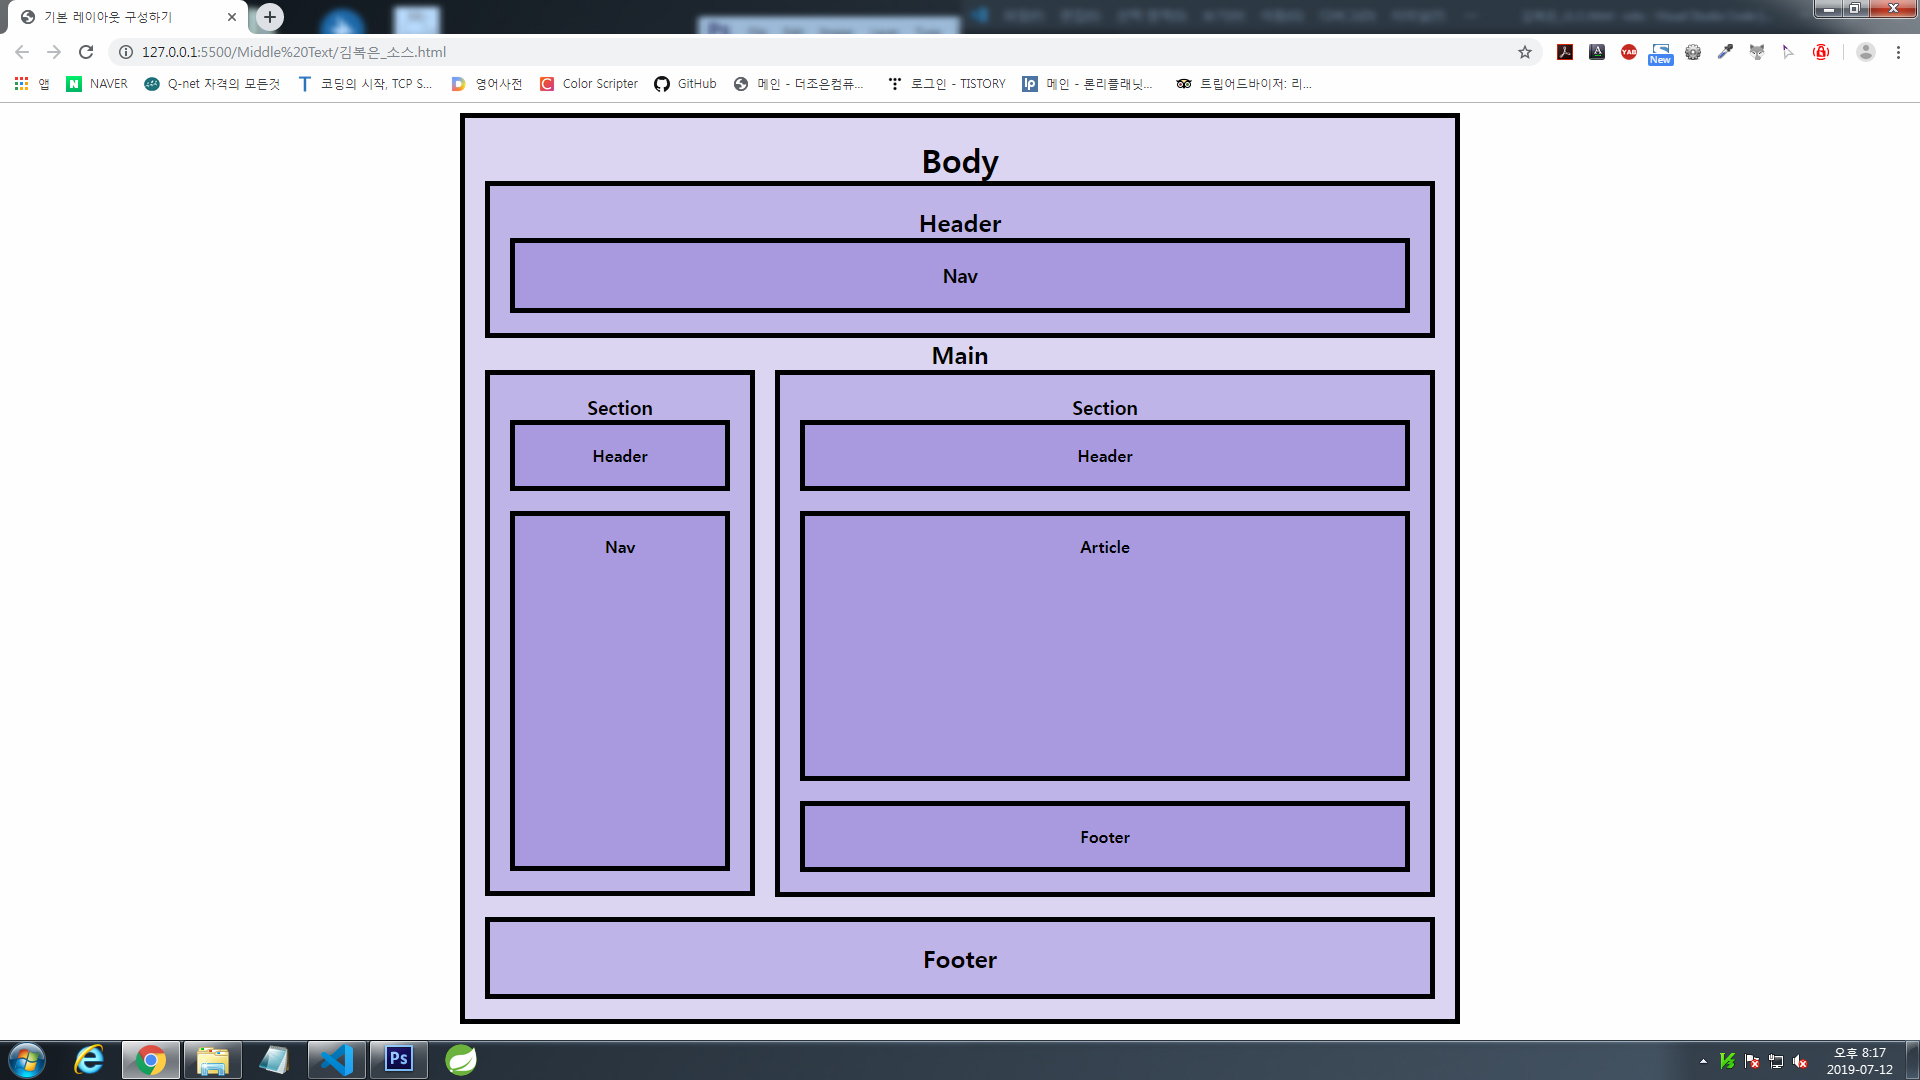 기본 레이아웃 구성하기
127.0.0.1:5500/Middle%20Text/김복은_소스.html
New
앱 NAVER Q-net 자격의 모든것 코딩의 시작, TCP S... 영어사전 Color Scripter GitHub 메인 - 더조은컴퓨... 로그인 - TISTORY 메인 - 론리플래닛... 트립어드바이저: 리...
Body
Header
Nav
Main
Section
Header
Nav
Section
Header
Article
Footer
Footer
Ps
오후 8:17
2019-07-12